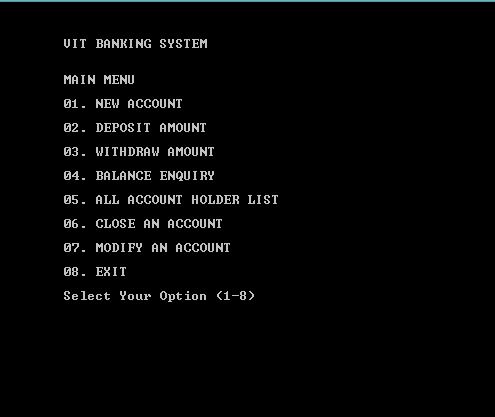 VIT BANKING SYSTEM
MAIN MENU
01. NEW ACCOUNT
02. DEPOSIT AMOUNT
03. WITHDRAW AMOUNT
04. BALANCE ENQUIRY
05. ALL ACCOUNT HOLDER LIST
06. CLOSE AN ACCOUNT
07. MODIFY AN ACCOUNT
08. EXIT
Select Your Option (1-8)